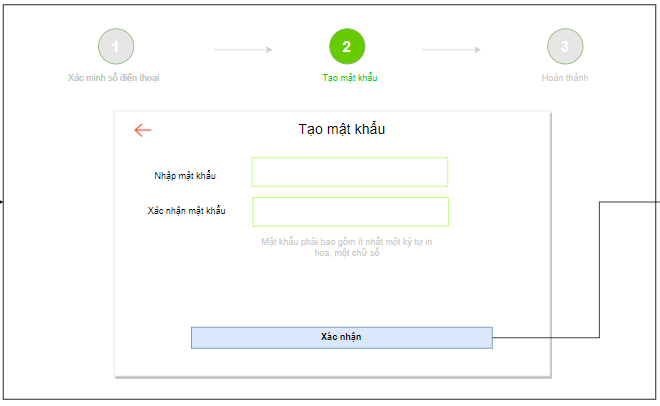 1
2
3
Xác minh số điện thoại
Tạo mật khẩu
Hoàn thành
Tạo mật khẩu
Nhập mật khẩu
Xác nhận mật khẩu
Mật khẩu phải bao gồm ít nhất một ký tự in
hoa, một chữ số
Xác nhận